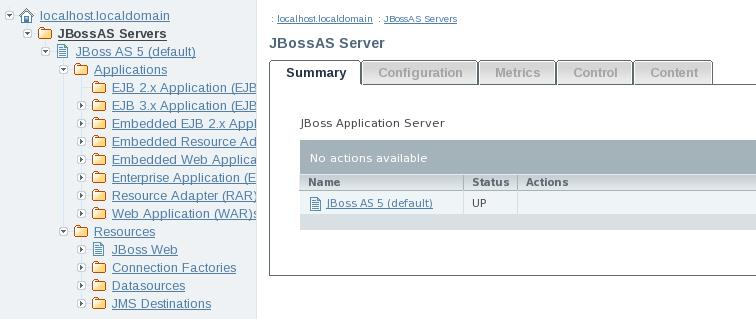 localhost.localdomain
JBossAS Servers
JBoss AS 5 (default)
Applications
EJB 2.x Application (EJB
EJB 3.x Application (EJB
Embedded EJB 2.x Appl
Embedded Resource Ad
Embedded Web Applica
Enterprise Application (E
Resource Adapter (RAR)
Web Application (WAR)s
Resources
JBoss Web
Connection Factories
Datasources
JMS Destinations
: localhost.localdomain : JBossAS Servers
JBossAS Server
Summary Configuration Metrics Control Content
JBoss Application Server
No actions available
Name Status Actions
JBoss AS 5 (default) UP